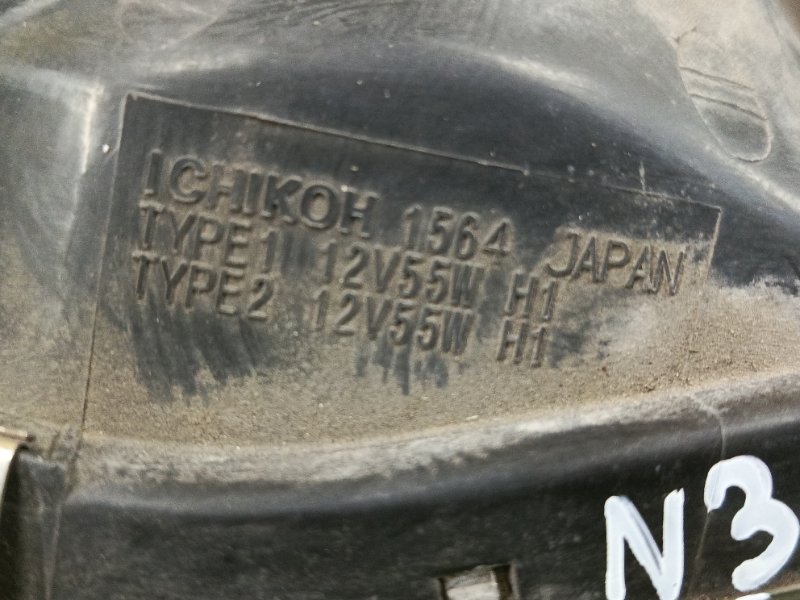 ICHIKOH 1564 JAPAN
TYPE1 12V55W H1
TYPE2 12V55W H1
N3